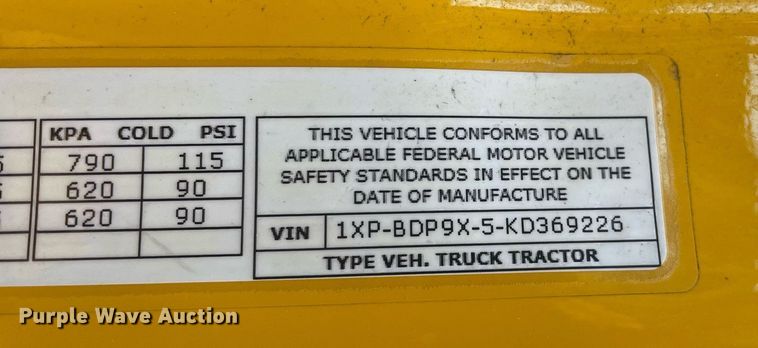 KPA COLD PSI
790 115
620 90
620 90
THIS VEHICLE CONFORMS TO ALL
APPLICABLE FEDERAL MOTOR VEHICLE
SAFETY STANDARDS IN EFFECT ON THE
DATE OF MANUFACTURE
VIN 1XP-BDP9X-5-KD369226
TYPE VEH. TRUCK TRACTOR
Purple Wave Auction